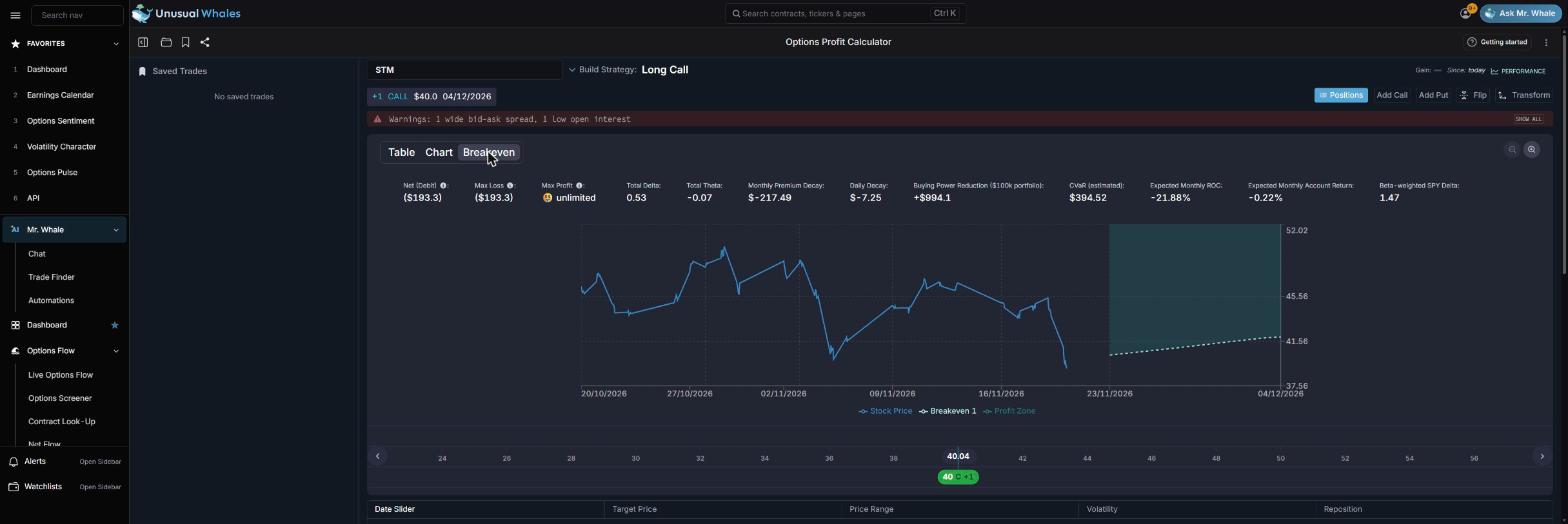 Search nav
Unusual Whales
Search contracts, tickers & pages
Ctrl K
9+
Ask Mr. Whale
FAVORITES
1 Dashboard
2 Earnings Calendar
3 Options Sentiment
4 Volatility Character
5 Options Pulse
6 API
AI Mr. Whale
Chat
Trade Finder
Automations
Dashboard
Options Flow
Live Options Flow
Options Screener
Contract Look-Up
Net Flow
Alerts Open Sidebar
Watchlists Open Sidebar
Options Profit Calculator
Getting started
Saved Trades
No saved trades
STM
Build Strategy: Long Call
Gain: — Since: today PERFORMANCE
+1 CALL $40.0 04/12/2026
Positions Add Call Add Put Flip Transform
Warnings: 1 wide bid-ask spread, 1 low open interest
SHOW ALL
Table Chart Breakeven
Net (Debit): Max Loss: Max Profit: Total Delta: Total Theta: Monthly Premium Decay: Daily Decay: Buying Power Reduction ($100k portfolio): CVaR (estimated): Expected Monthly ROC: Expected Monthly Account Return: Beta-weighted SPY Delta:
($193.3) ($193.3) unlimited 0.53 -0.07 $-217.49 $-7.25 +$994.1 $394.52 -21.88% -0.22% 1.47
52.02
45.56
41.56
37.56
20/10/2026 27/10/2026 02/11/2026 09/11/2026 16/11/2026 23/11/2026 04/12/2026
Stock Price Breakeven 1 Profit Zone
24 26 28 30 32 34 36 38 40.04 42 44 46 48 50 52 54 56
40 C +1
Date Slider Target Price Price Range Volatility Reposition